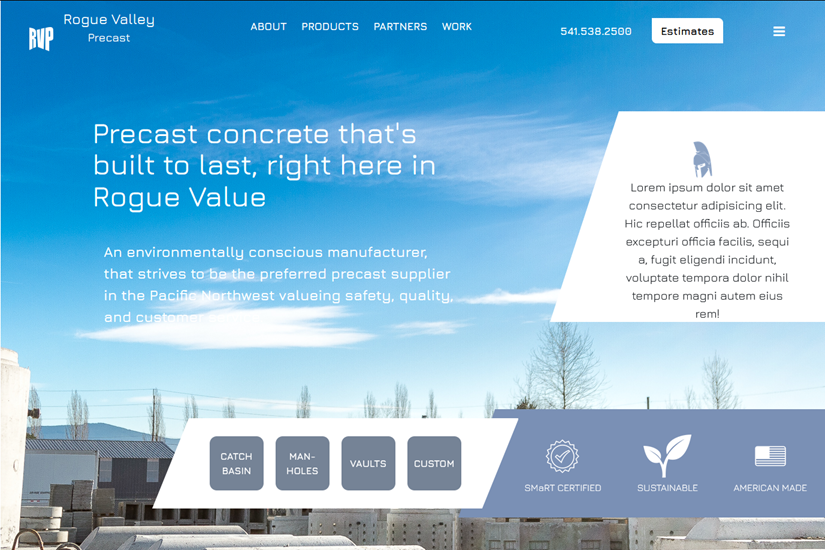 Rogue Valley
Precast
RVP
ABOUT PRODUCTS PARTNERS WORK
541.538.2500
Estimates
Precast concrete that's
built to last, right here in
Rogue Value
An environmentally conscious manufacturer,
that strives to be the preferred precast supplier
in the Pacific Northwest valueing safety, quality,
and customer
Lorem ipsum dolor sit amet
consectetur adipisicing elit.
Hic repellat officiis ab. Officiis
excepturi officia facilis, sequi
a, fugit eligendi incidunt,
voluptate tempora dolor nihil
tempore magni autem eius
rem!
CATCH
BASIN
MAN-
HOLES
VAULTS
CUSTOM
SMaRT CERTIFIED
SUSTAINABLE
AMERICAN MADE